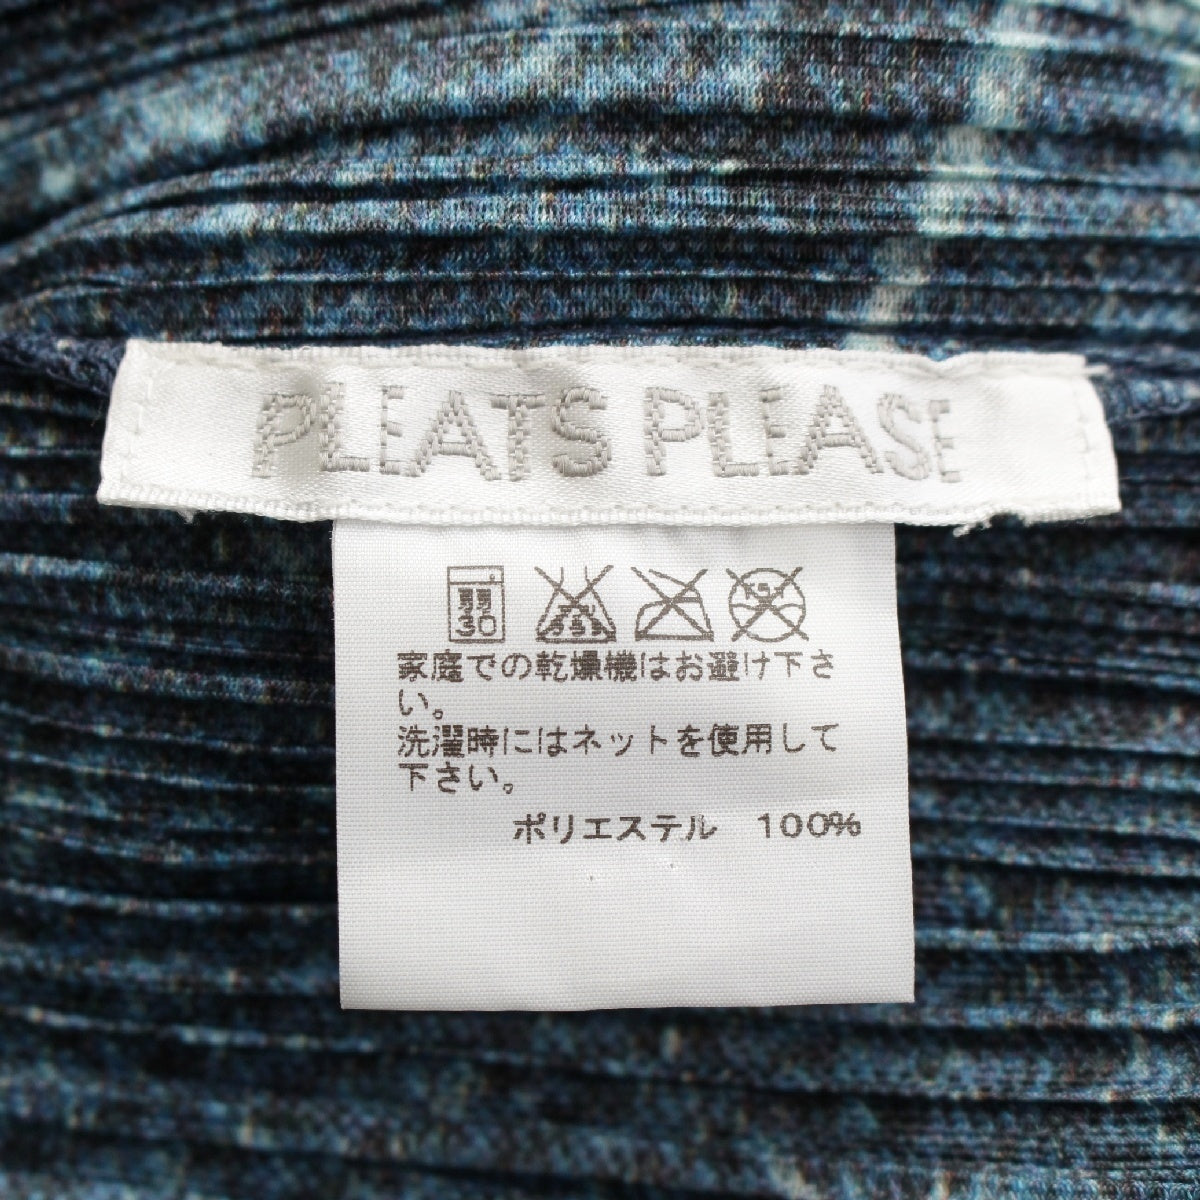 PLEATS PLEASE
弱
30
家庭での乾燥機はお避け下さ
い。
洗濯時にはネットを使用して
下さい。
ポリエステル 100%